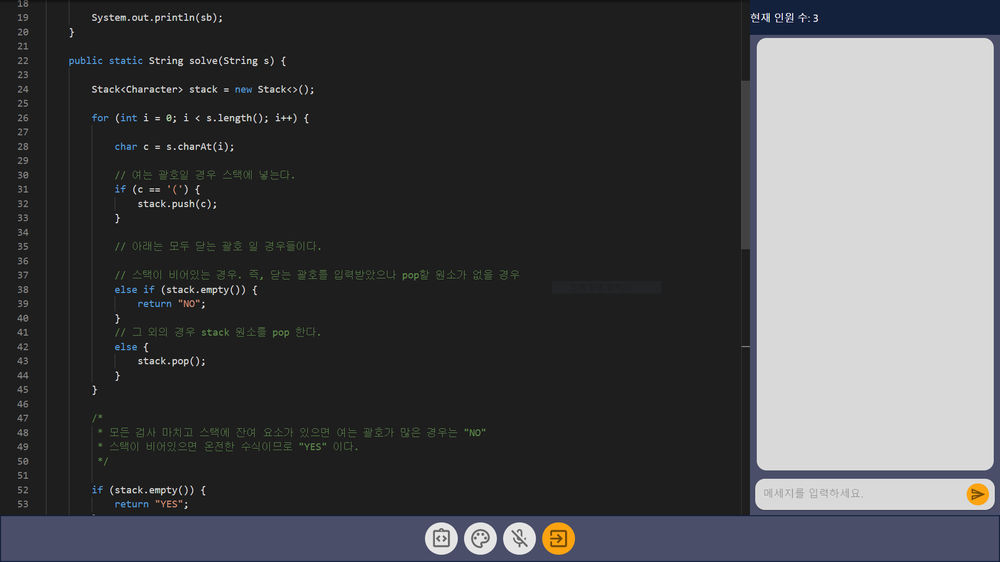 18
19 System.out.println(sb);
20 }
21
22 public static String solve(String s) {
23
24 Stack<Character> stack = new Stack<>();
25
26 for (int i = 0; i < s.length(); i++) {
27
28 char c = s.charAt(i);
29
30 // 여는 괄호일 경우 스택에 넣는다.
31 if (c == '(') {
32 stack.push(c);
33 }
34
35 // 아래는 모두 닫는 괄호 일 경우들이다.
36
37 // 스택이 비어있는 경우. 즉, 닫는 괄호를 입력받았으나 pop할 원소가 없을 경우
38 else if (stack.empty()) {
39 return "NO";
40 }
41 // 그 외의 경우 stack 원소를 pop 한다.
42 else {
43 stack.pop();
44 }
45 }
46
47 /*
48 * 모든 검사 마치고 스택에 잔여 요소가 있으면 여는 괄호가 많은 경우는 "NO"
49 * 스택이 비어있으면 온전한 수식이므로 "YES" 이다.
50 */
51
52 if (stack.empty()) {
53 return "YES";
현재 인원 수: 3
메세지를 입력하세요.